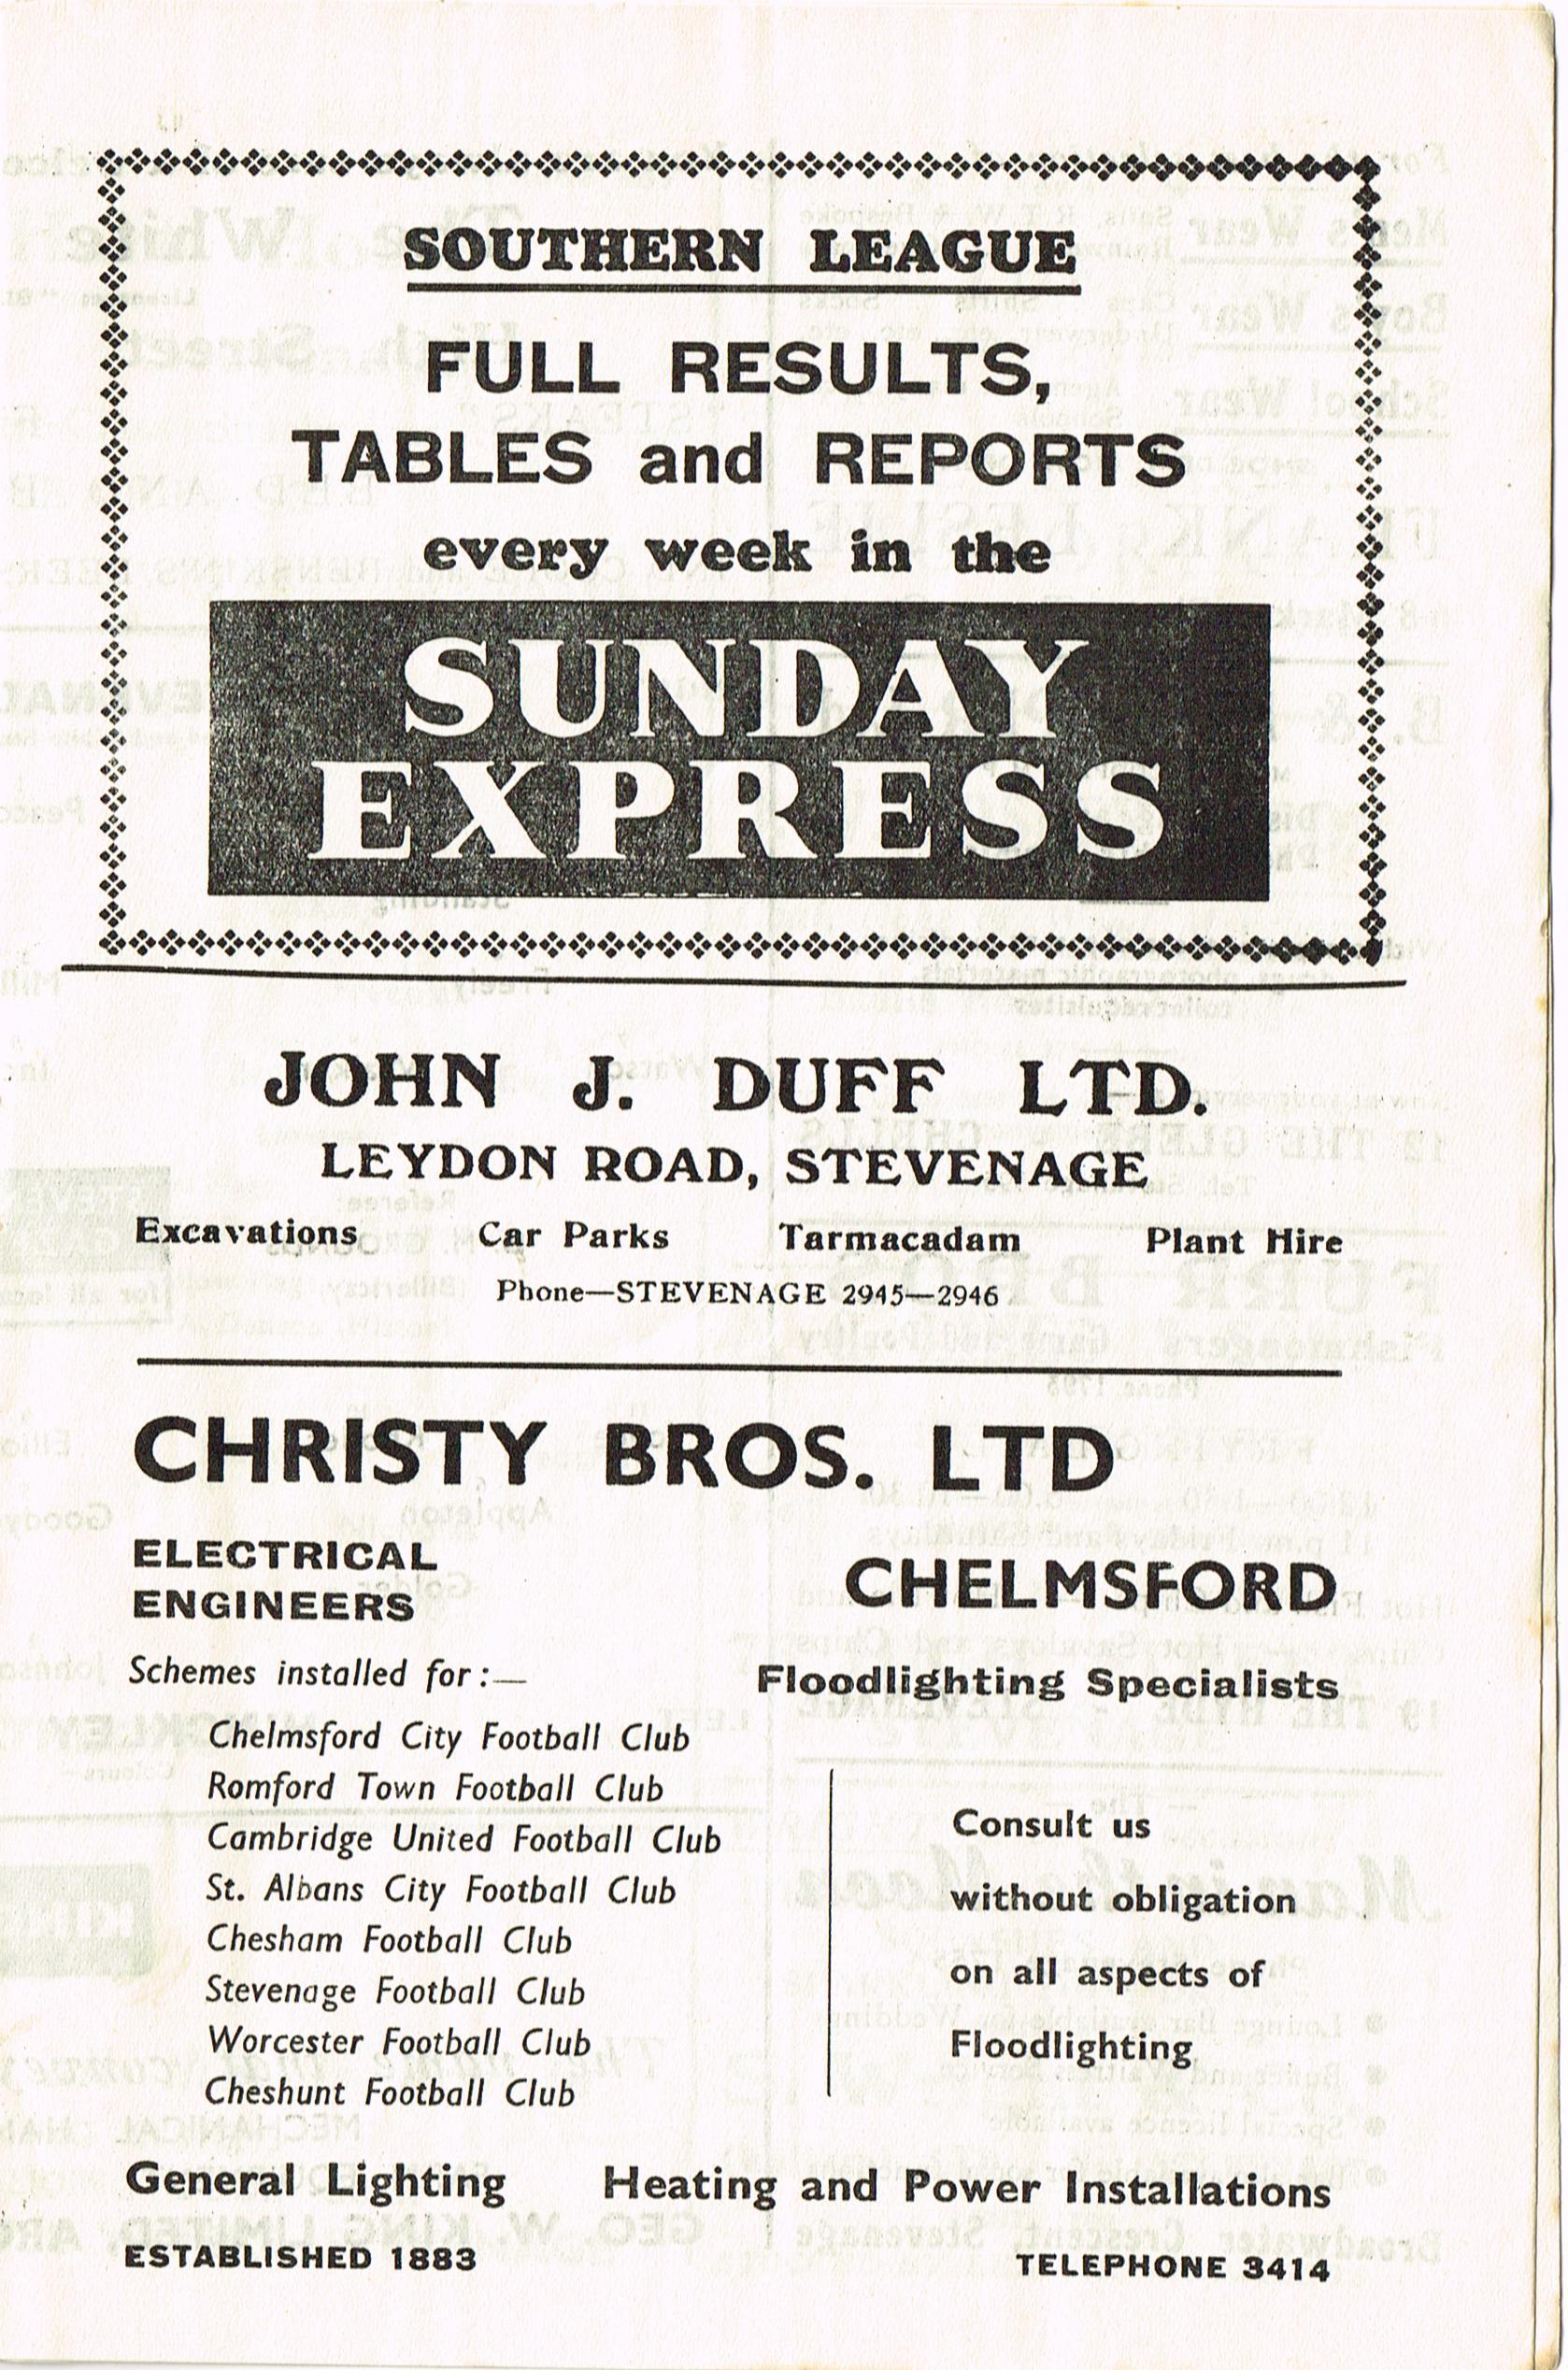 SOUTHERN LEAGUE
FULL RESULTS,
TABLES and REPORTS
every week in the
SUNDAY
EXPRESS
JOHN J. DUFF LTD.
LEYDON ROAD, STEVENAGE
Excavations Car Parks Tarmacadam Plant Hire
Phone—STEVENAGE 2945—2946
CHRISTY BROS. LTD
ELECTRICAL
ENGINEERS
CHELMSFORD
Schemes installed for:—
Floodlighting Specialists
Chelmsford City Football Club
Romford Town Football Club
Cambridge United Football Club
St. Albans City Football Club
Chesham Football Club
Stevenage Football Club
Worcester Football Club
Cheshunt Football Club
Consult us
without obligation
on all aspects of
Floodlighting
General Lighting Heating and Power Installations
ESTABLISHED 1883 TELEPHONE 3414